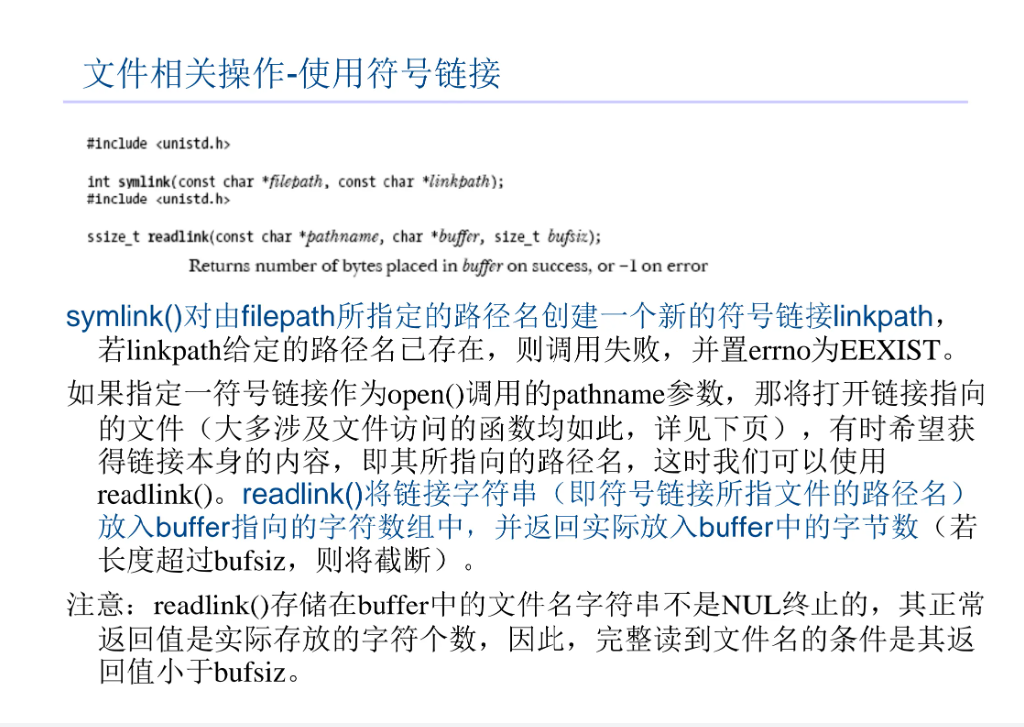 文件相关操作-使用符号链接
#include <unistd.h>
int symlink(const char *filepath, const char *linkpath);
#include <unistd.h>
ssize_t readlink(const char *pathname, char *buffer, size_t bufsiz);
Returns number of bytes placed in buffer on success, or –1 on error
symlink()对由filepath所指定的路径名创建一个新的符号链接linkpath，
若linkpath给定的路径名已存在，则调用失败，并置errno为EEXIST。
如果指定一符号链接作为open()调用的pathname参数，那将打开链接指向
的文件（大多涉及文件访问的函数均如此，详见下页），有时希望获
得链接本身的内容，即其所指向的路径名，这时我们可以使用
readlink()。readlink()将链接字符串（即符号链接所指文件的路径名）
放入buffer指向的字符数组中，并返回实际放入buffer中的字节数（若
长度超过bufsiz，则将截断）。
注意：readlink()存储在buffer中的文件名字符串不是NUL终止的，其正常
返回值是实际存放的字符个数，因此，完整读到文件名的条件是其返
回值小于bufsiz。